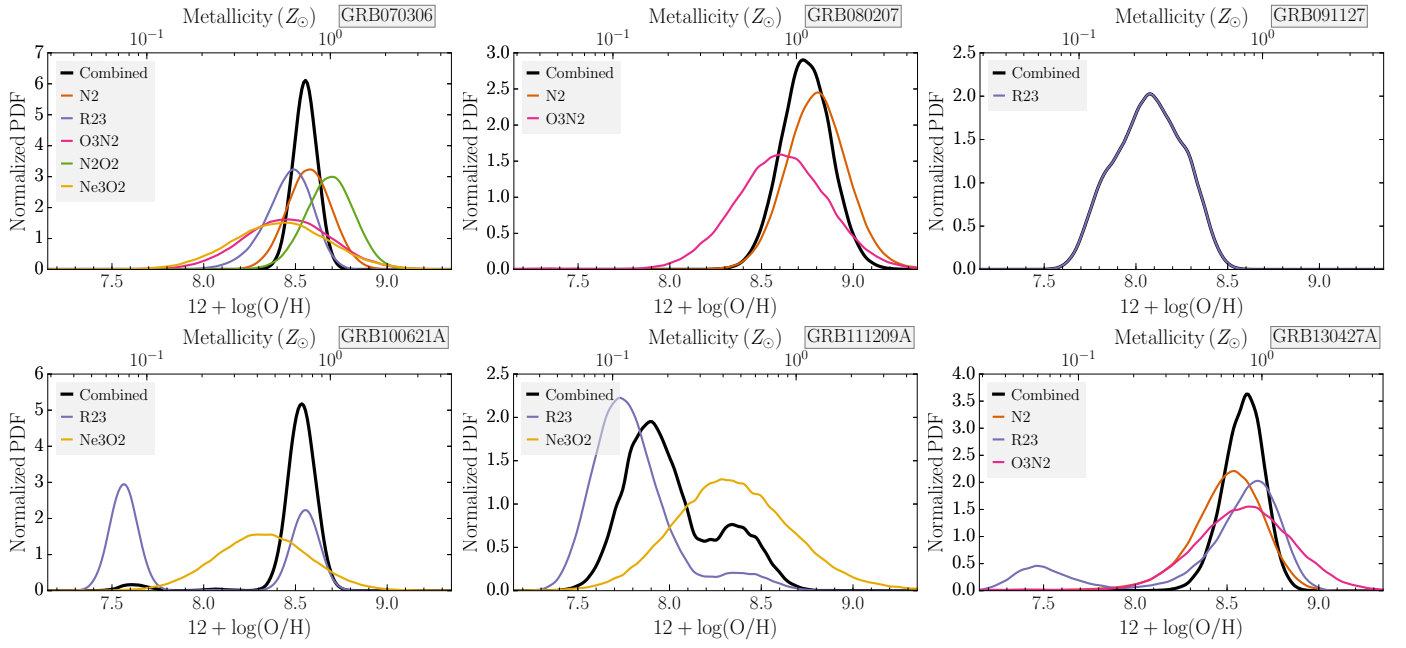 Metallicity (Z⊙) GRB070306
10⁻¹ 10⁰
7
6
5
4
3
2
1
0
Normalized PDF
Combined
N2
R23
O3N2
N2O2
Ne3O2
7.5 8.0 8.5 9.0
12 + log(O/H)
Metallicity (Z⊙) GRB080207
10⁻¹ 10⁰
3.0
2.5
2.0
1.5
1.0
0.5
0.0
Normalized PDF
Combined
N2
O3N2
7.5 8.0 8.5 9.0
12 + log(O/H)
Metallicity (Z⊙) GRB091127
10⁻¹ 10⁰
2.5
2.0
1.5
1.0
0.5
0.0
Normalized PDF
Combined
R23
7.5 8.0 8.5 9.0
12 + log(O/H)
Metallicity (Z⊙) GRB100621A
10⁻¹ 10⁰
6
5
4
3
2
1
0
Normalized PDF
Combined
R23
Ne3O2
7.5 8.0 8.5 9.0
12 + log(O/H)
Metallicity (Z⊙) GRB111209A
10⁻¹ 10⁰
2.5
2.0
1.5
1.0
0.5
0.0
Normalized PDF
Combined
R23
Ne3O2
7.5 8.0 8.5 9.0
12 + log(O/H)
Metallicity (Z⊙) GRB130427A
10⁻¹ 10⁰
4.0
3.5
3.0
2.5
2.0
1.5
1.0
0.5
0.0
Normalized PDF
Combined
N2
R23
O3N2
7.5 8.0 8.5 9.0
12 + log(O/H)